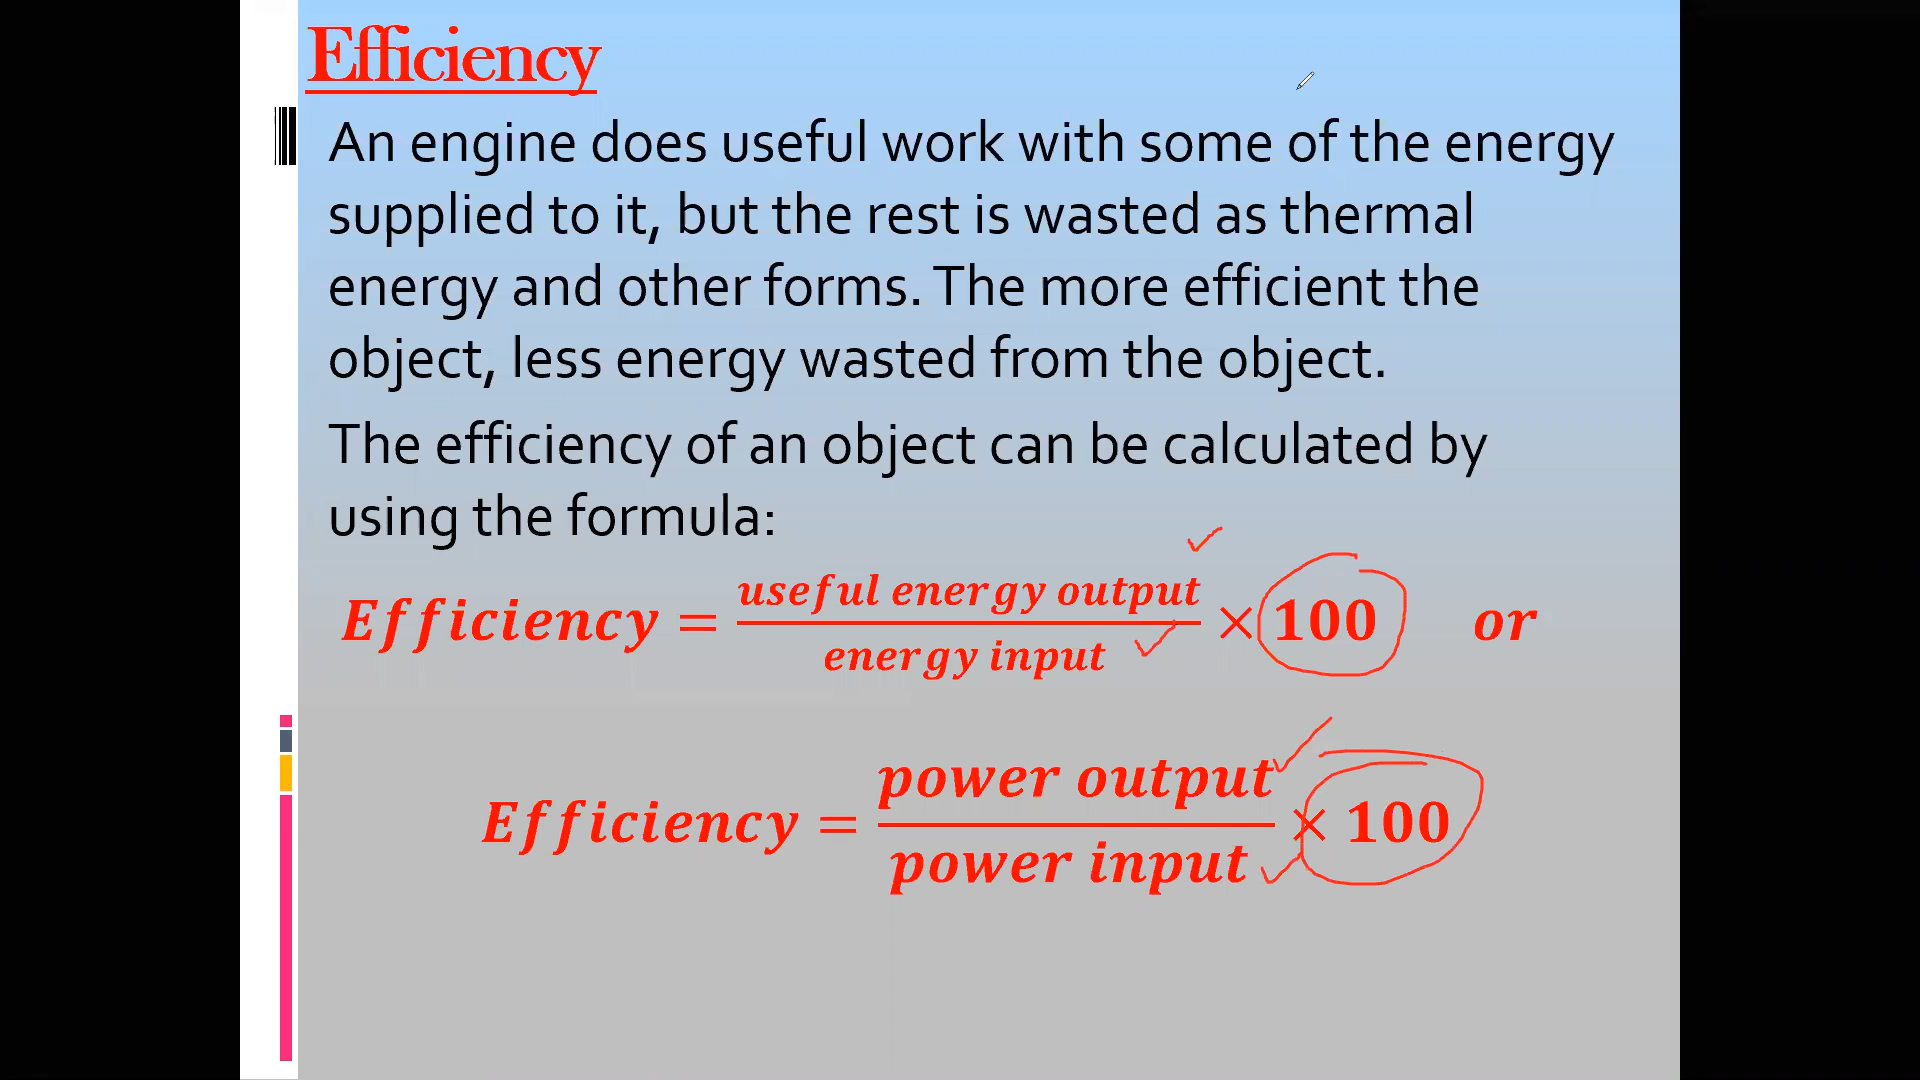 Efficiency
An engine does useful work with some of the energy
supplied to it, but the rest is wasted as thermal
energy and other forms. The more efficient the
object, less energy wasted from the object.
The efficiency of an object can be calculated by
using the formula:
Efficiency = useful energy output / energy input × 100 or
Efficiency = power output / power input × 100